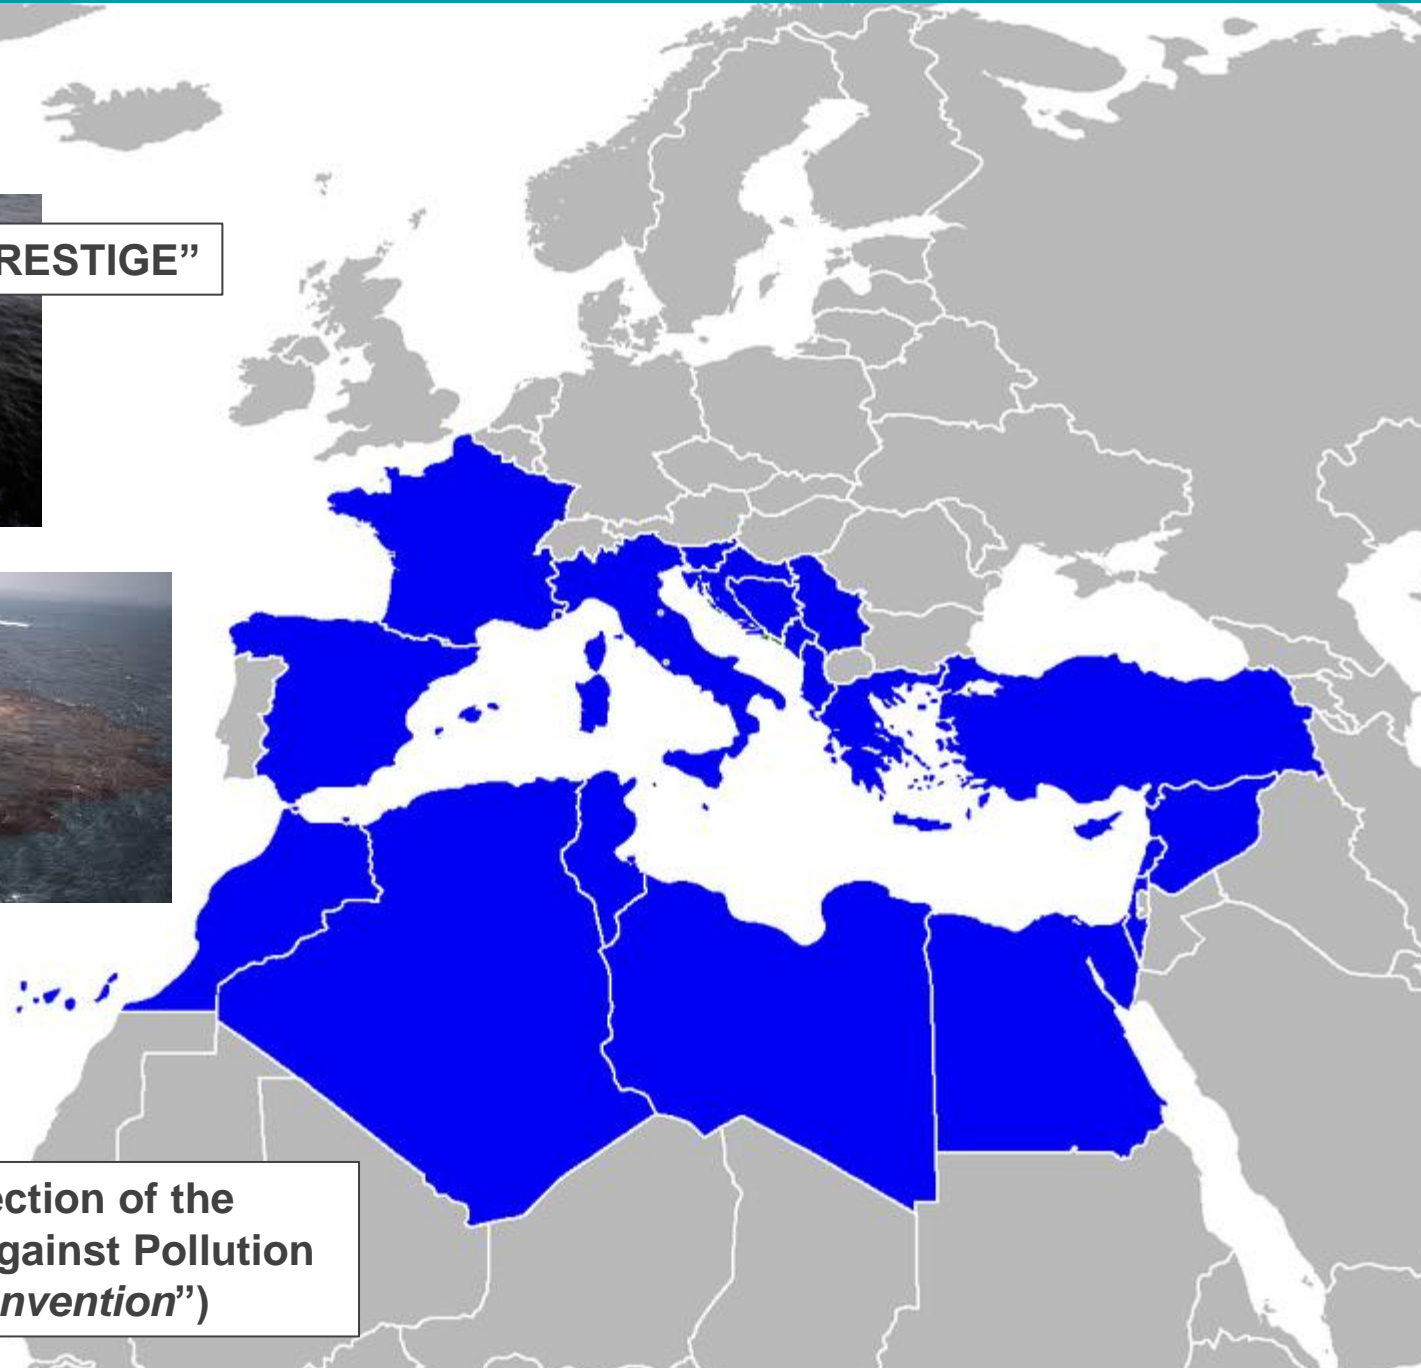 RESTIGE”
ection of the
gainst Pollution
nvention”)